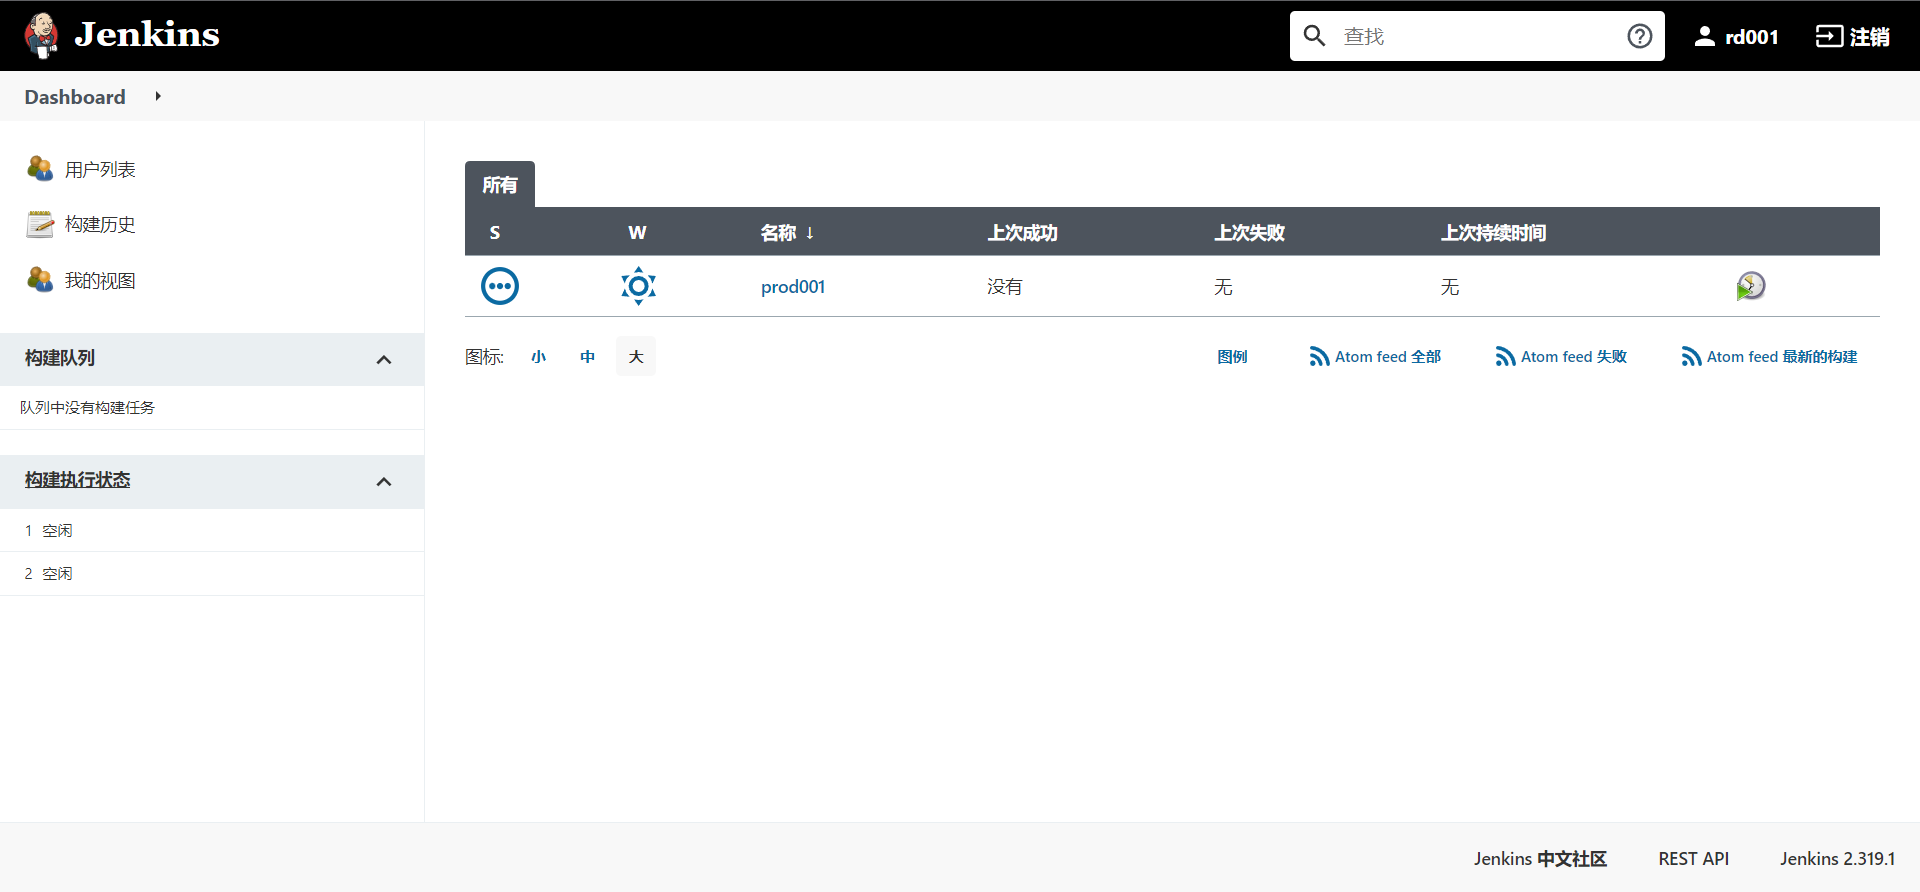 Jenkins
查找
rd001
注销
Dashboard
用户列表
构建历史
我的视图
构建队列
队列中没有构建任务
构建执行状态
1 空闲
2 空闲
所有
S W 名称 ↓ 上次成功 上次失败 上次持续时间
prod001 没有 无 无
图标: 小 中 大
图例 Atom feed 全部 Atom feed 失败 Atom feed 最新的构建
Jenkins 中文社区 REST API Jenkins 2.319.1